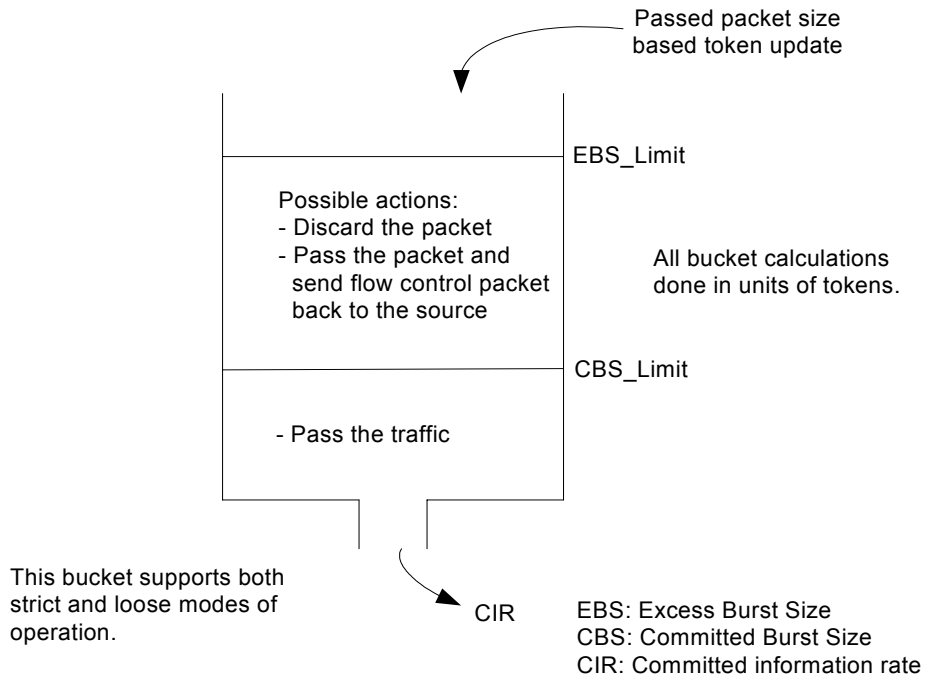 Passed packet size
based token update
EBS_Limit
Possible actions:
- Discard the packet
- Pass the packet and
send flow control packet
back to the source
All bucket calculations
done in units of tokens.
CBS_Limit
- Pass the traffic
This bucket supports both
strict and loose modes of
operation.
CIR
EBS: Excess Burst Size
CBS: Committed Burst Size
CIR: Committed information rate